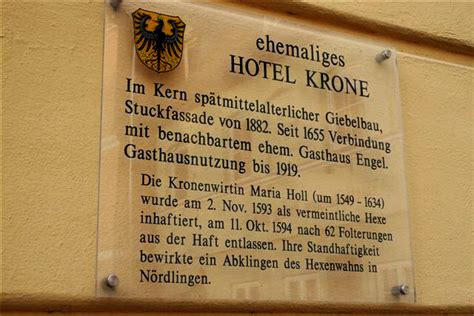 ehemaliges
HOTEL KRONE
Im Kern spätmittelalterlicher Giebelbau,
Stuckfassade von 1882. Seit 1655 Verbindung
mit benachbartem ehem. Gasthaus Engel.
Gasthausnutzung bis 1919.
Die Kronenwirtin Maria Holl (um 1549 - 1634)
wurde am 2. Nov. 1593 als vermeintliche Hexe
inhaftiert, am 11. Okt. 1594 nach 62 Folterungen
aus der Haft entlassen. Ihre Standhaftigkeit
bewirkte ein Abklingen des Hexenwahns in
Nördlingen.